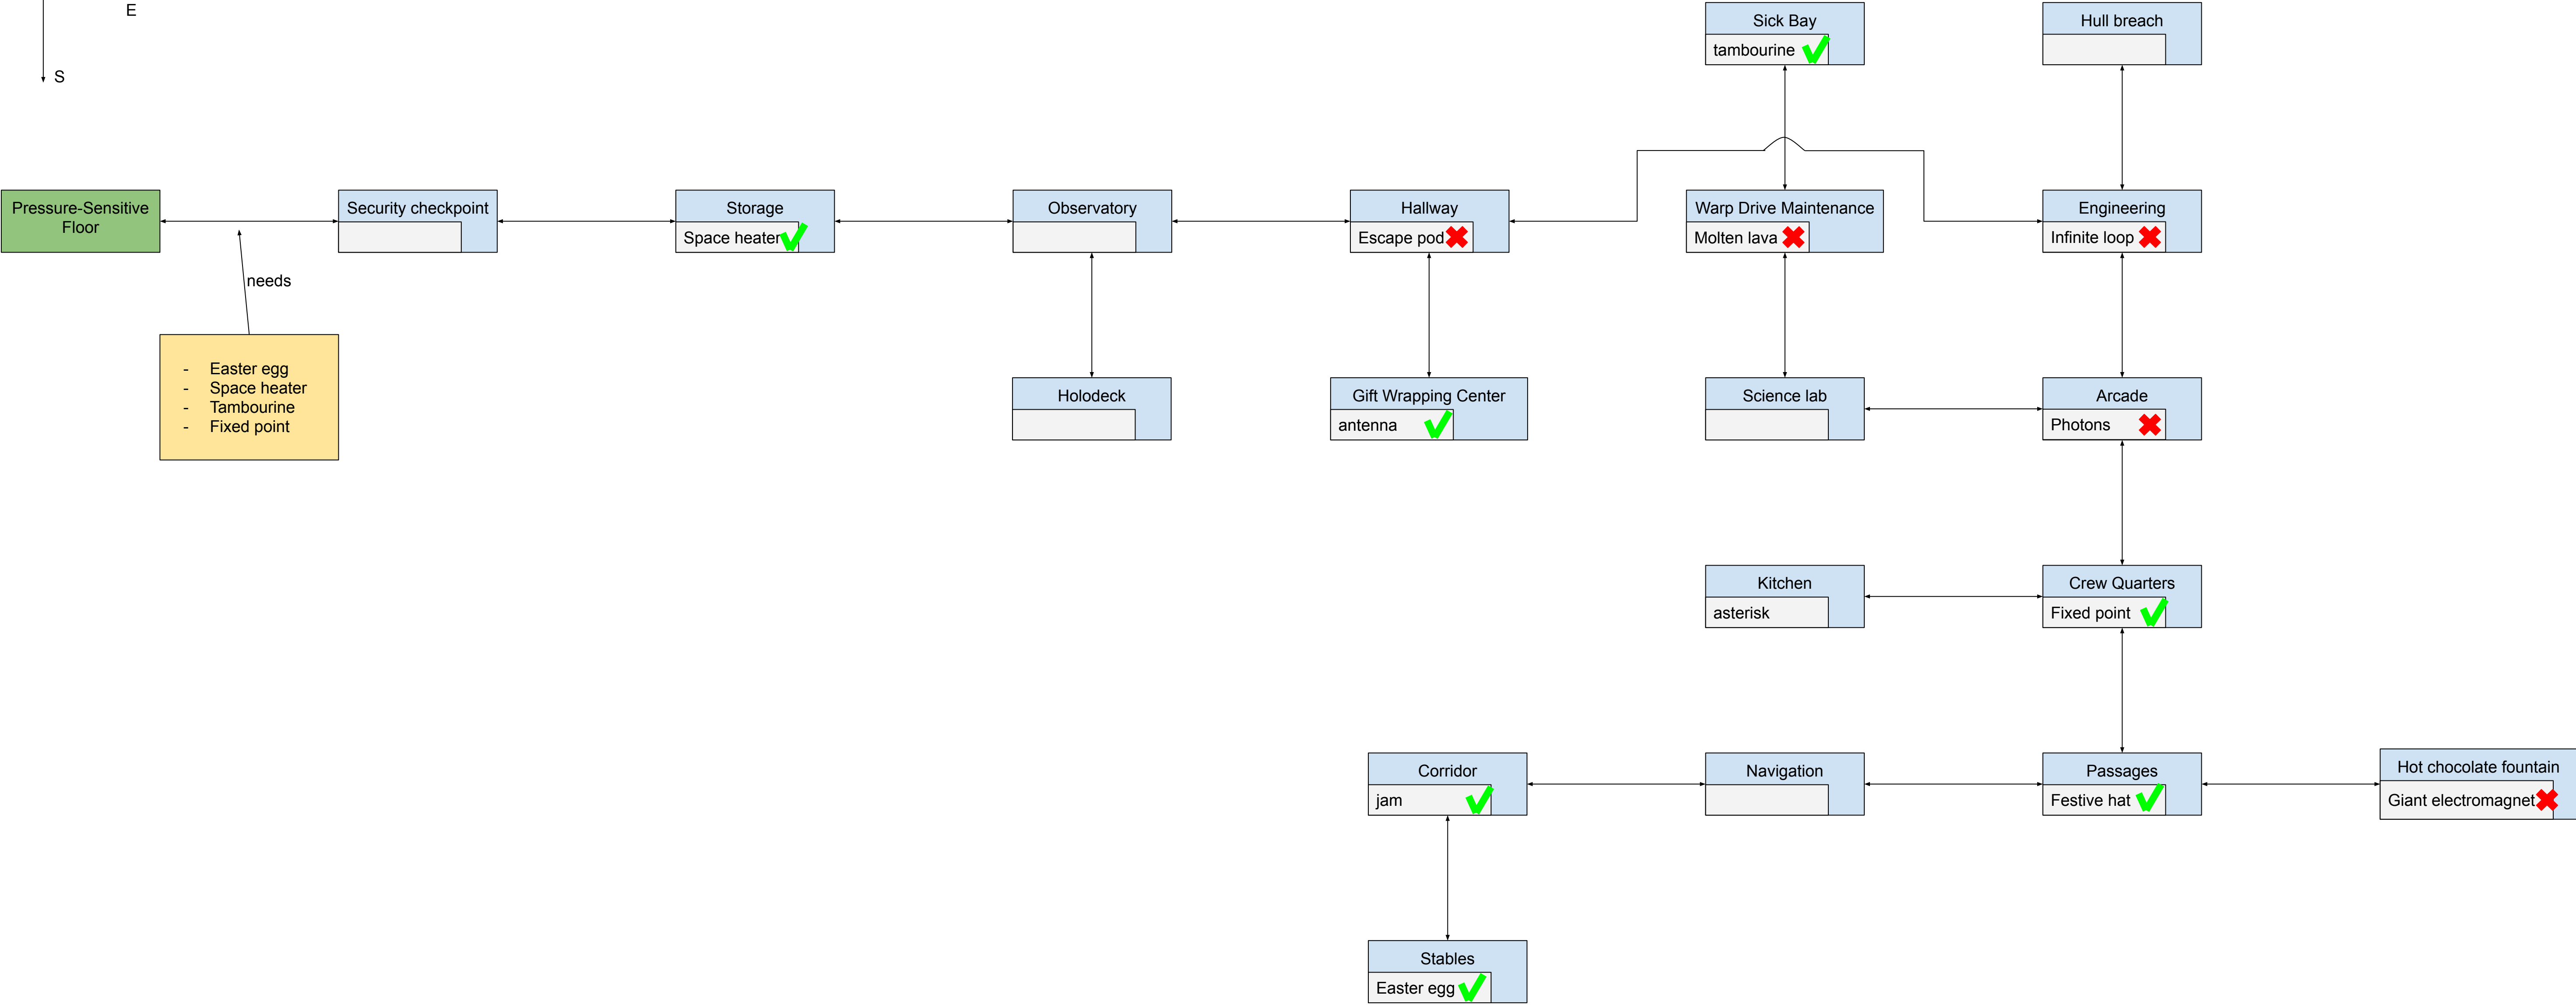 E
S
Sick Bay
tambourine
Hull breach
Pressure-Sensitive
Floor
Security checkpoint
Storage
Space heater
Observatory
Hallway
Escape pod
Warp Drive Maintenance
Molten lava
Engineering
Infinite loop
needs
- Easter egg
- Space heater
- Tambourine
- Fixed point
Holodeck
Gift Wrapping Center
antenna
Science lab
Arcade
Photons
Kitchen
asterisk
Crew Quarters
Fixed point
Corridor
jam
Navigation
Passages
Festive hat
Hot chocolate fountain
Giant electromagnet
Stables
Easter egg